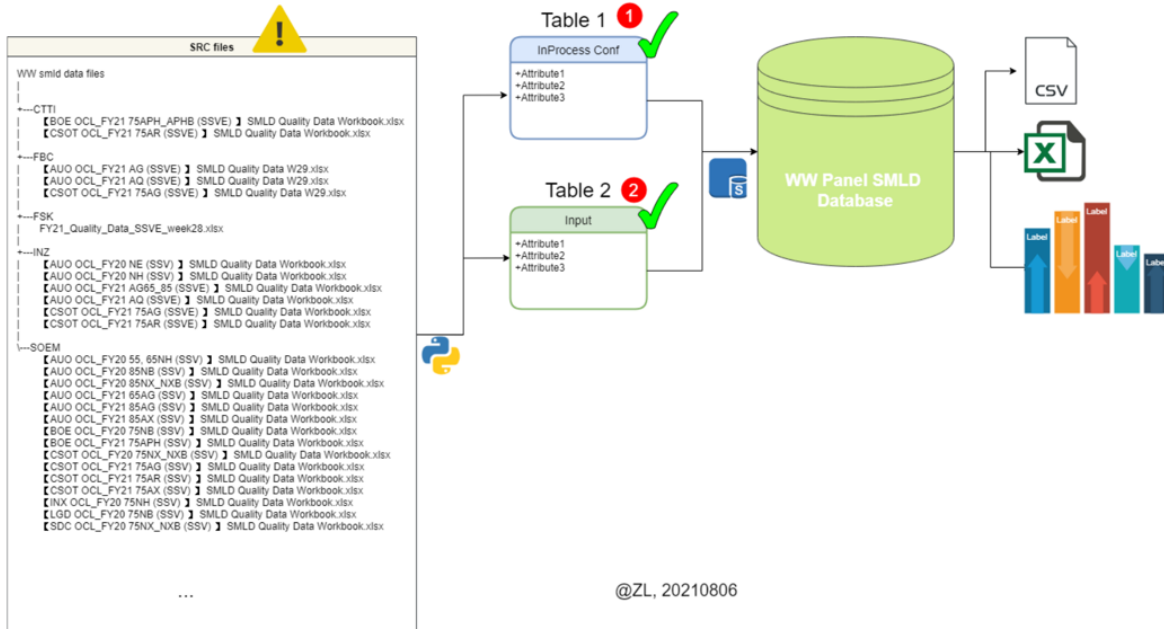 SRC files
WW smld data files
|
|
+---CTTI
| 【BOE OCL_FY21 75APH_APHB (SSVE) 】 SMLD Quality Data Workbook.xlsx
| 【CSOT OCL_FY21 75AR (SSVE) 】 SMLD Quality Data Workbook.xlsx
|
+---FBC
| 【AUO OCL_FY21 AG (SSVE) 】 SMLD Quality Data W29.xlsx
| 【AUO OCL_FY21 AQ (SSVE) 】 SMLD Quality Data W29.xlsx
| 【CSOT OCL_FY21 75AG (SSVE) 】 SMLD Quality Data W29.xlsx
|
+---FSK
| FY21_Quality_Data_SSVE_week28.xlsx
|
+---INZ
| 【AUO OCL_FY20 NE (SSV) 】 SMLD Quality Data Workbook.xlsx
| 【AUO OCL_FY20 NH (SSV) 】 SMLD Quality Data Workbook.xlsx
| 【AUO OCL_FY21 AG65_85 (SSVE) 】 SMLD Quality Data Workbook.xlsx
| 【AUO OCL_FY21 AQ (SSVE) 】 SMLD Quality Data Workbook.xlsx
| 【CSOT OCL_FY21 75AG (SSVE) 】 SMLD Quality Data Workbook.xlsx
| 【CSOT OCL_FY21 75AR (SSVE) 】 SMLD Quality Data Workbook.xlsx
|
\---SOEM
【AUO OCL_FY20 55, 65NH (SSV) 】 SMLD Quality Data Workbook.xlsx
【AUO OCL_FY20 85NB (SSV) 】 SMLD Quality Data Workbook.xlsx
【AUO OCL_FY20 85NX_NXB (SSV) 】 SMLD Quality Data Workbook.xlsx
【AUO OCL_FY21 65AG (SSV) 】 SMLD Quality Data Workbook.xlsx
【AUO OCL_FY21 85AG (SSV) 】 SMLD Quality Data Workbook.xlsx
【AUO OCL_FY21 85AX (SSV) 】 SMLD Quality Data Workbook.xlsx
【BOE OCL_FY20 75NB (SSV) 】 SMLD Quality Data Workbook.xlsx
【BOE OCL_FY21 75APH (SSV) 】 SMLD Quality Data Workbook.xlsx
【CSOT OCL_FY20 75NX_NXB (SSV) 】 SMLD Quality Data Workbook.xlsx
【CSOT OCL_FY21 75AG (SSV) 】 SMLD Quality Data Workbook.xlsx
【CSOT OCL_FY21 75AR (SSV) 】 SMLD Quality Data Workbook.xlsx
【CSOT OCL_FY21 75AX (SSV) 】 SMLD Quality Data Workbook.xlsx
【INX OCL_FY20 75NH (SSV) 】 SMLD Quality Data Workbook.xlsx
【LGD OCL_FY20 75NB (SSV) 】 SMLD Quality Data Workbook.xlsx
【SDC OCL_FY20 75NX_NXB (SSV) 】 SMLD Quality Data Workbook.xlsx
...
Table 1 1
InProcess Conf
+Attribute1
+Attribute2
+Attribute3
Table 2 2
Input
+Attribute1
+Attribute2
+Attribute3
S
WW Panel SMLD
Database
CSV
X
Label
Label
Label
Label
Label
@ZL, 20210806